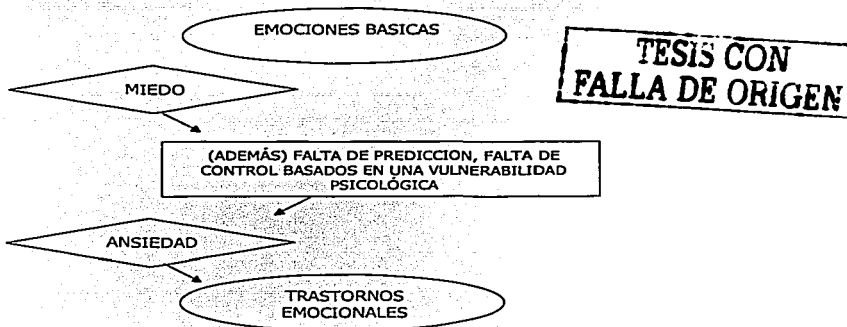 EMOCIONES BASICAS
TESIS CON
FALLA DE ORIGEN
MIEDO
(ADEMÁS) FALTA DE PREDICCION, FALTA DE
CONTROL BASADOS EN UNA VULNERABILIDAD
PSICOLÓGICA
ANSIEDAD
TRASTORNOS
EMOCIONALES